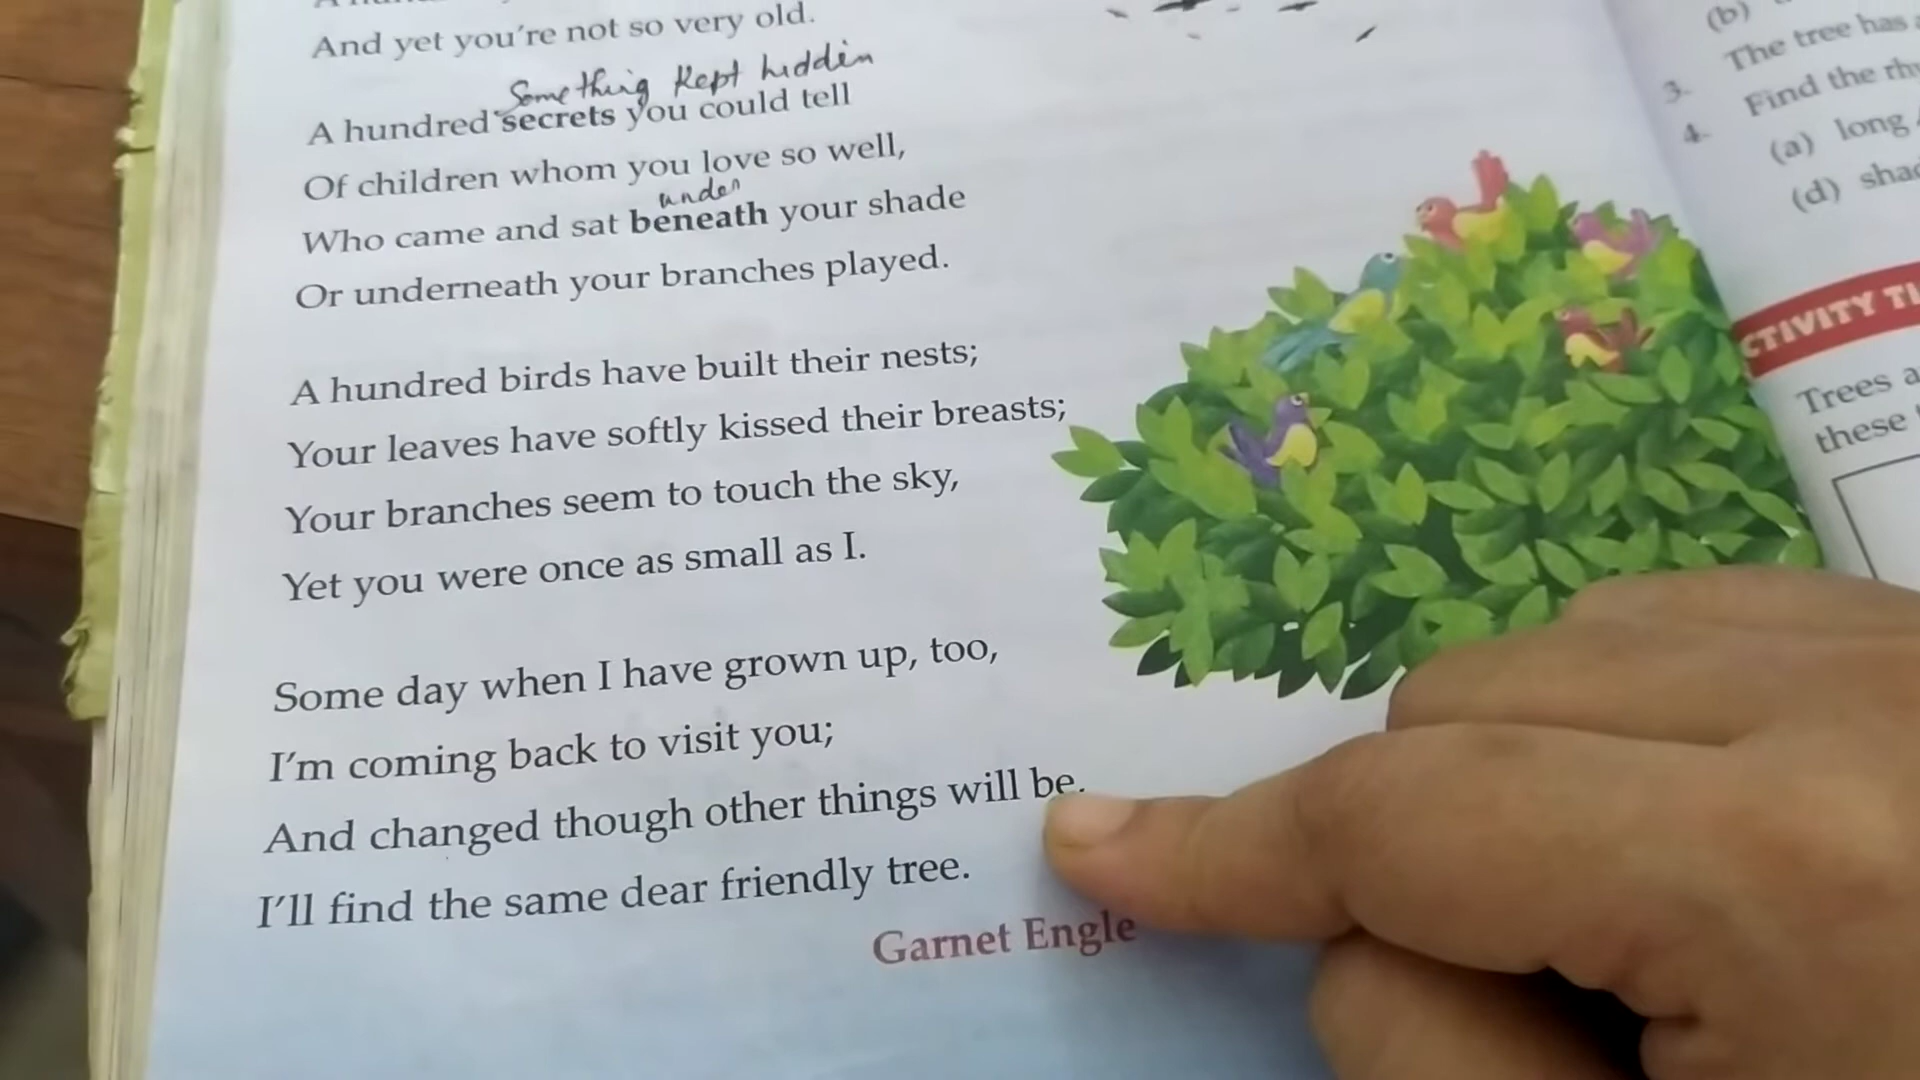 And yet you're not so very old.
Something Kept hidden
A hundred secrets you could tell
Of children whom you love so well,
under
Who came and sat beneath your shade
Or underneath your branches played.
A hundred birds have built their nests;
Your leaves have softly kissed their breasts;
Your branches seem to touch the sky,
Yet you were once as small as I.
Some day when I have grown up, too,
I'm coming back to visit you;
And changed though other things will be.
I'll find the same dear friendly tree.
Garnet Engle
(b)
3. The tree has
4. Find the
(a) long
(d)
Trees
these